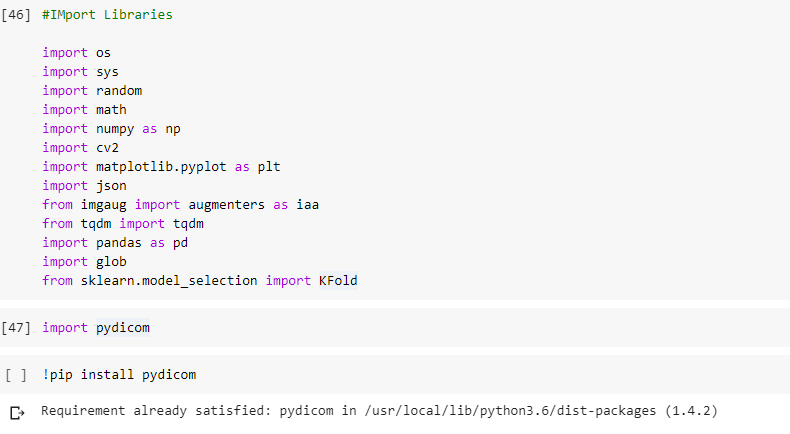 [46] #IMport Libraries
import os
import sys
import random
import math
import numpy as np
import cv2
import matplotlib.pyplot as plt
import json
from imgaug import augmenters as iaa
from tqdm import tqdm
import pandas as pd
import glob
from sklearn.model_selection import KFold
[47] import pydicom
[ ] !pip install pydicom
Requirement already satisfied: pydicom in /usr/local/lib/python3.6/dist-packages (1.4.2)